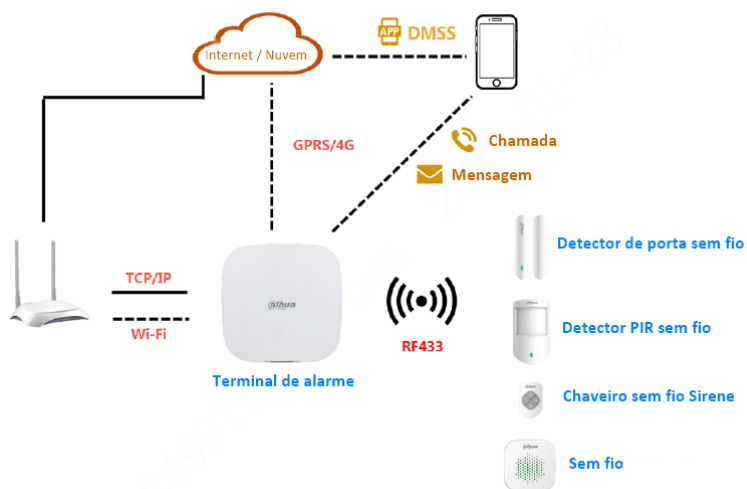 Internet / Nuvem
APP DMSS
GPRS/4G
Chamada
Mensagem
TCP/IP
Wi-Fi
alhua
Terminal de alarme
RF433
Detector de porta sem fio
Detector PIR sem fio
Chaveiro sem fio Sirene
Sem fio